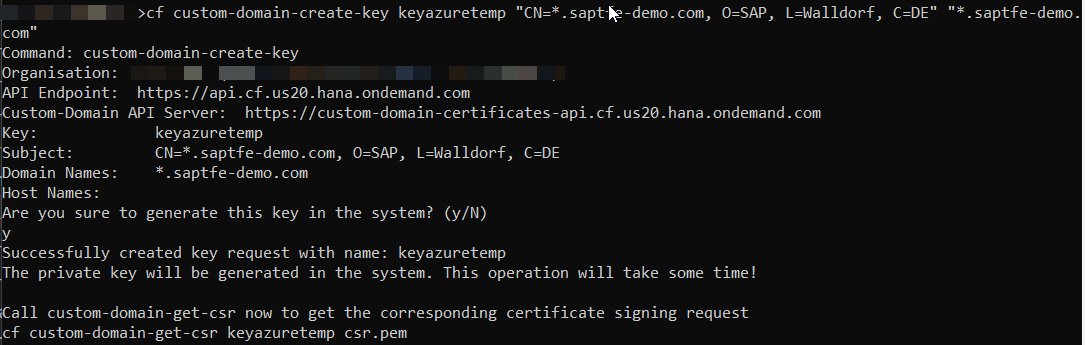 >cf custom-domain-create-key keyazuretemp "CN=*.saptfe-demo.com, O=SAP, L=Walldorf, C=DE" "*.saptfe-demo.
com"
Command: custom-domain-create-key
Organisation:
API Endpoint:  https://api.cf.us20.hana.ondemand.com
Custom-Domain API Server:  https://custom-domain-certificates-api.cf.us20.hana.ondemand.com
Key:             keyazuretemp
Subject:         CN=*.saptfe-demo.com, O=SAP, L=Walldorf, C=DE
Domain Names:    *.saptfe-demo.com
Host Names:
Are you sure to generate this key in the system? (y/N)
y
Successfully created key request with name: keyazuretemp
The private key will be generated in the system. This operation will take some time!
Call custom-domain-get-csr now to get the corresponding certificate signing request
cf custom-domain-get-csr keyazuretemp csr.pem